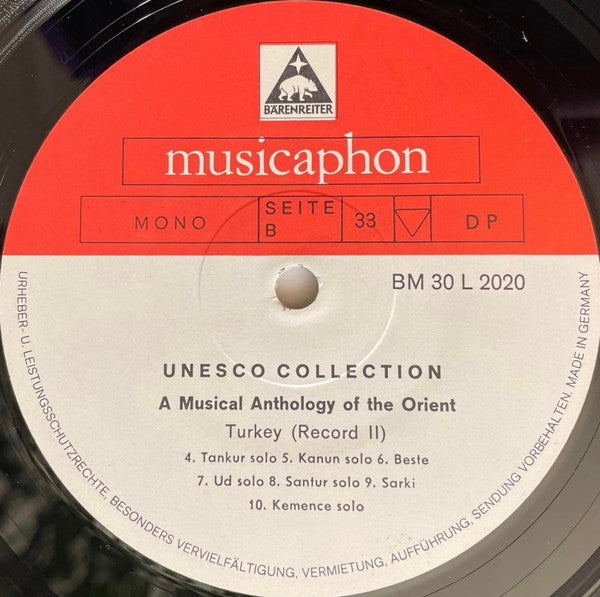 BÄRENREITER
musicaphon
MONO
SEITE B
33
DP
BM 30 L 2020
UNESCO COLLECTION
A Musical Anthology of the Orient
Turkey (Record II)
4. Tankur solo 5. Kanun solo 6. Beste
7. Ud solo 8. Santur solo 9. Sarki
10. Kemence solo
URHEBER- U. LEISTUNGSSCHUTZRECHTE, BESONDERS VERVIELFÄLTIGUNG, VERMIETUNG, AUFFÜHRUNG, SENDUNG VORBEHALTEN. MADE IN GERMANY